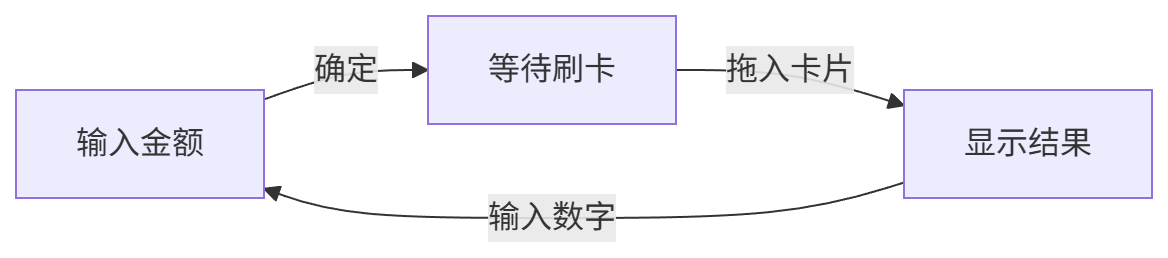 确定
等待刷卡
拖入卡片
输入金额
显示结果
输入数字